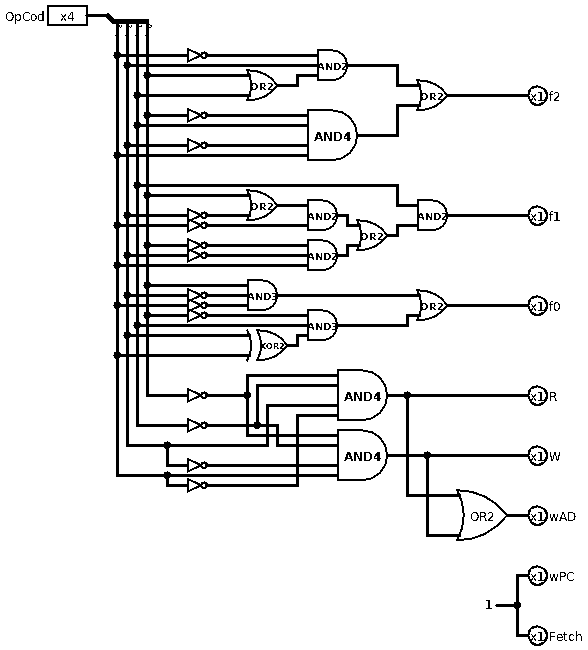 OpCod x4
AND2
OR2
OR2
x1 f2
AND4
OR2
AND2
OR2
AND2
x1 f1
AND2
AND3
OR2
x1 f0
AND3
XOR2
AND4
x1 R
AND4
x1 W
OR2
x1 wAD
x1 wPC
1
x1 Fetch